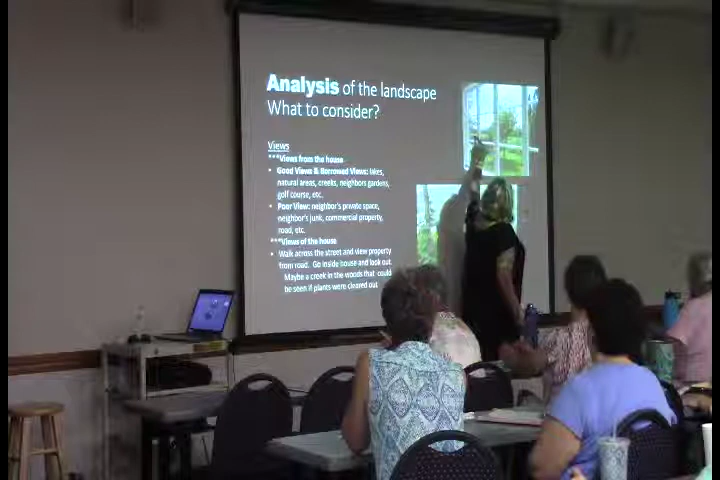 Analysis of the landscape
What to consider?
Views
***Views from the house
• Good Views & Borrowed Views: lakes,
natural areas, creeks, neighbors gardens,
golf course, etc.
• Poor View: neighbor's private space,
neighbor's junk, commercial property,
road, etc.
***Views of the house
• Walk across the street and view property
from road. Go inside house and look out.
Maybe a creek in the woods that could
be seen if plants were cleared out